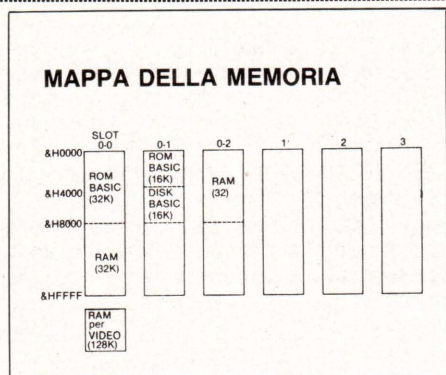 MAPPA DELLA MEMORIA
SLOT
0-0 0-1 0-2 1 2 3
&H0000
ROM BASIC (16K)
ROM BASIC (32K)
&H4000
DISK BASIC (16K)
RAM (32)
&H8000
RAM (32K)
&HFFFF
RAM per VIDEO (128K)